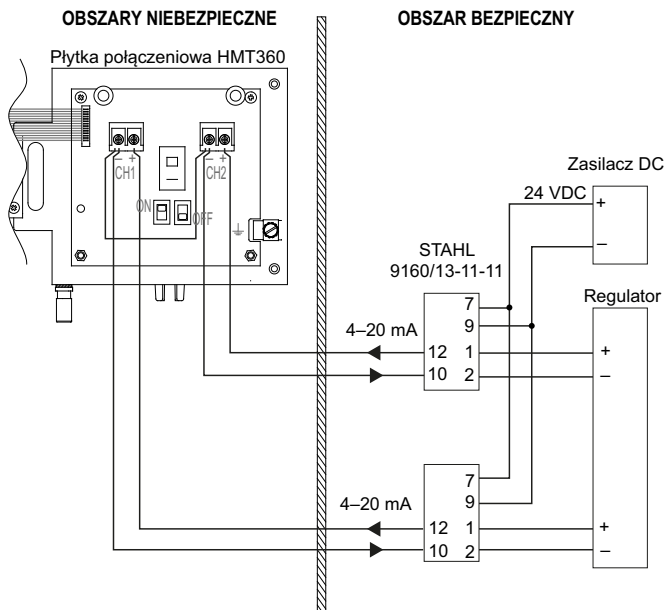 OBSZARY NIEBEZPIECZNE
OBSZAR BEZPIECZNY
Płytka połączeniowa HMT360
– +
CH1
– +
CH2
ON
OFF
Zasilacz DC
24 VDC
+
–
STAHL
9160/13-11-11
Regulator
7
9
4–20 mA
12 1
10 2
+
–
7
9
4–20 mA
12 1
10 2
+
–